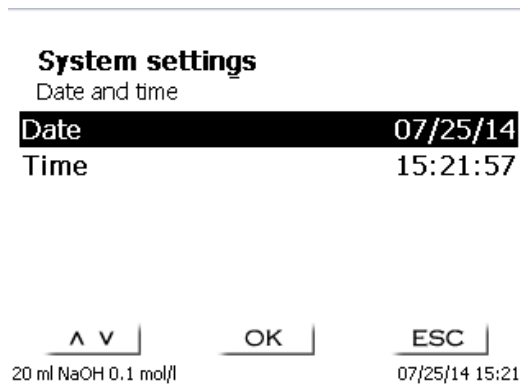 System settings
Date and time
Date 07/25/14
Time 15:21:57
∧ ∨ OK ESC
20 ml NaOH 0.1 mol/l 07/25/14 15:21